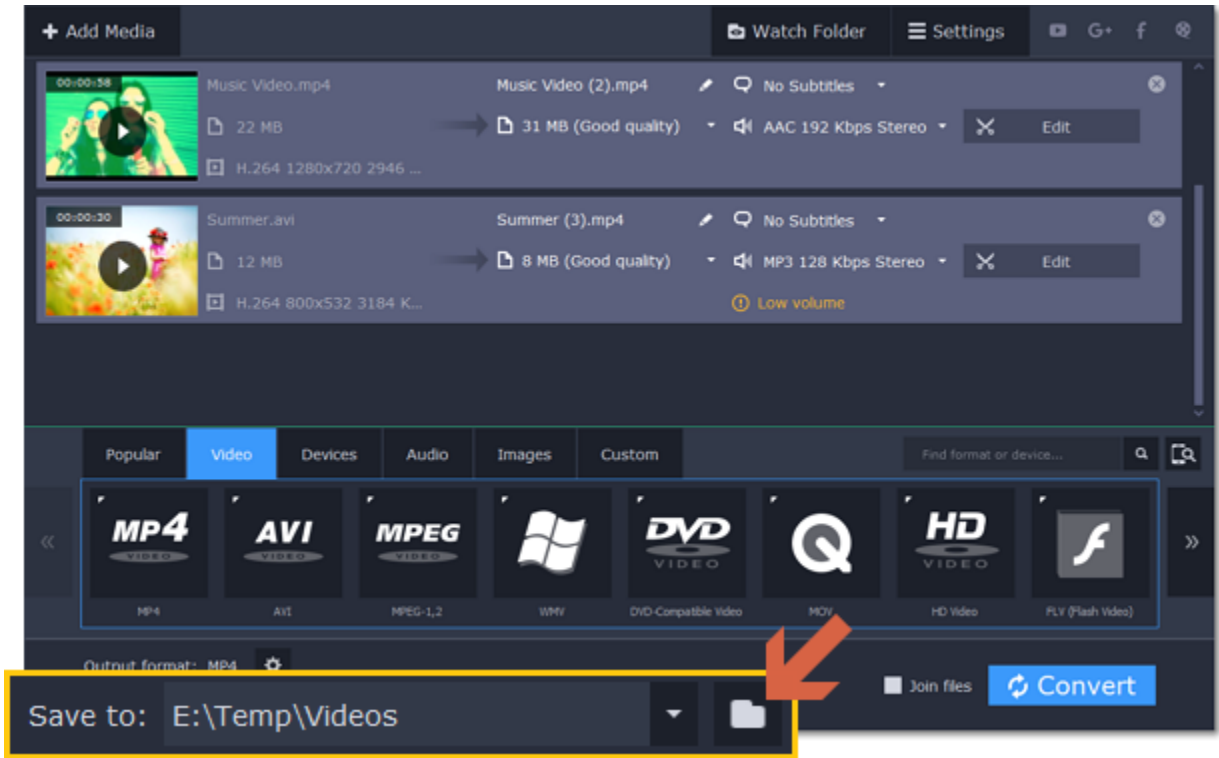 Add Media
Watch Folder
Settings
G+
f
00:00:58
Music Video.mp4
Music Video (2).mp4
No Subtitles
22 MB
31 MB (Good quality)
AAC 192 Kbps Stereo
Edit
H.264 1280x720 2946 ...
00:00:30
Summer.avi
Summer (3).mp4
No Subtitles
12 MB
8 MB (Good quality)
MP3 128 Kbps Stereo
Edit
H.264 800x532 3184 K...
Low volume
Popular
Video
Devices
Audio
Images
Custom
Find format or device...
MP4
VIDEO
AVI
VIDEO
MPEG
VIDEO
DVD
VIDEO
HD
VIDEO
MP4
AVI
MPEG-1,2
WMV
DVD-Compatible Video
MOV
HD Video
FLV (Flash Video)
Output format: MP4
Save to: E:\Temp\Videos
Join files
Convert